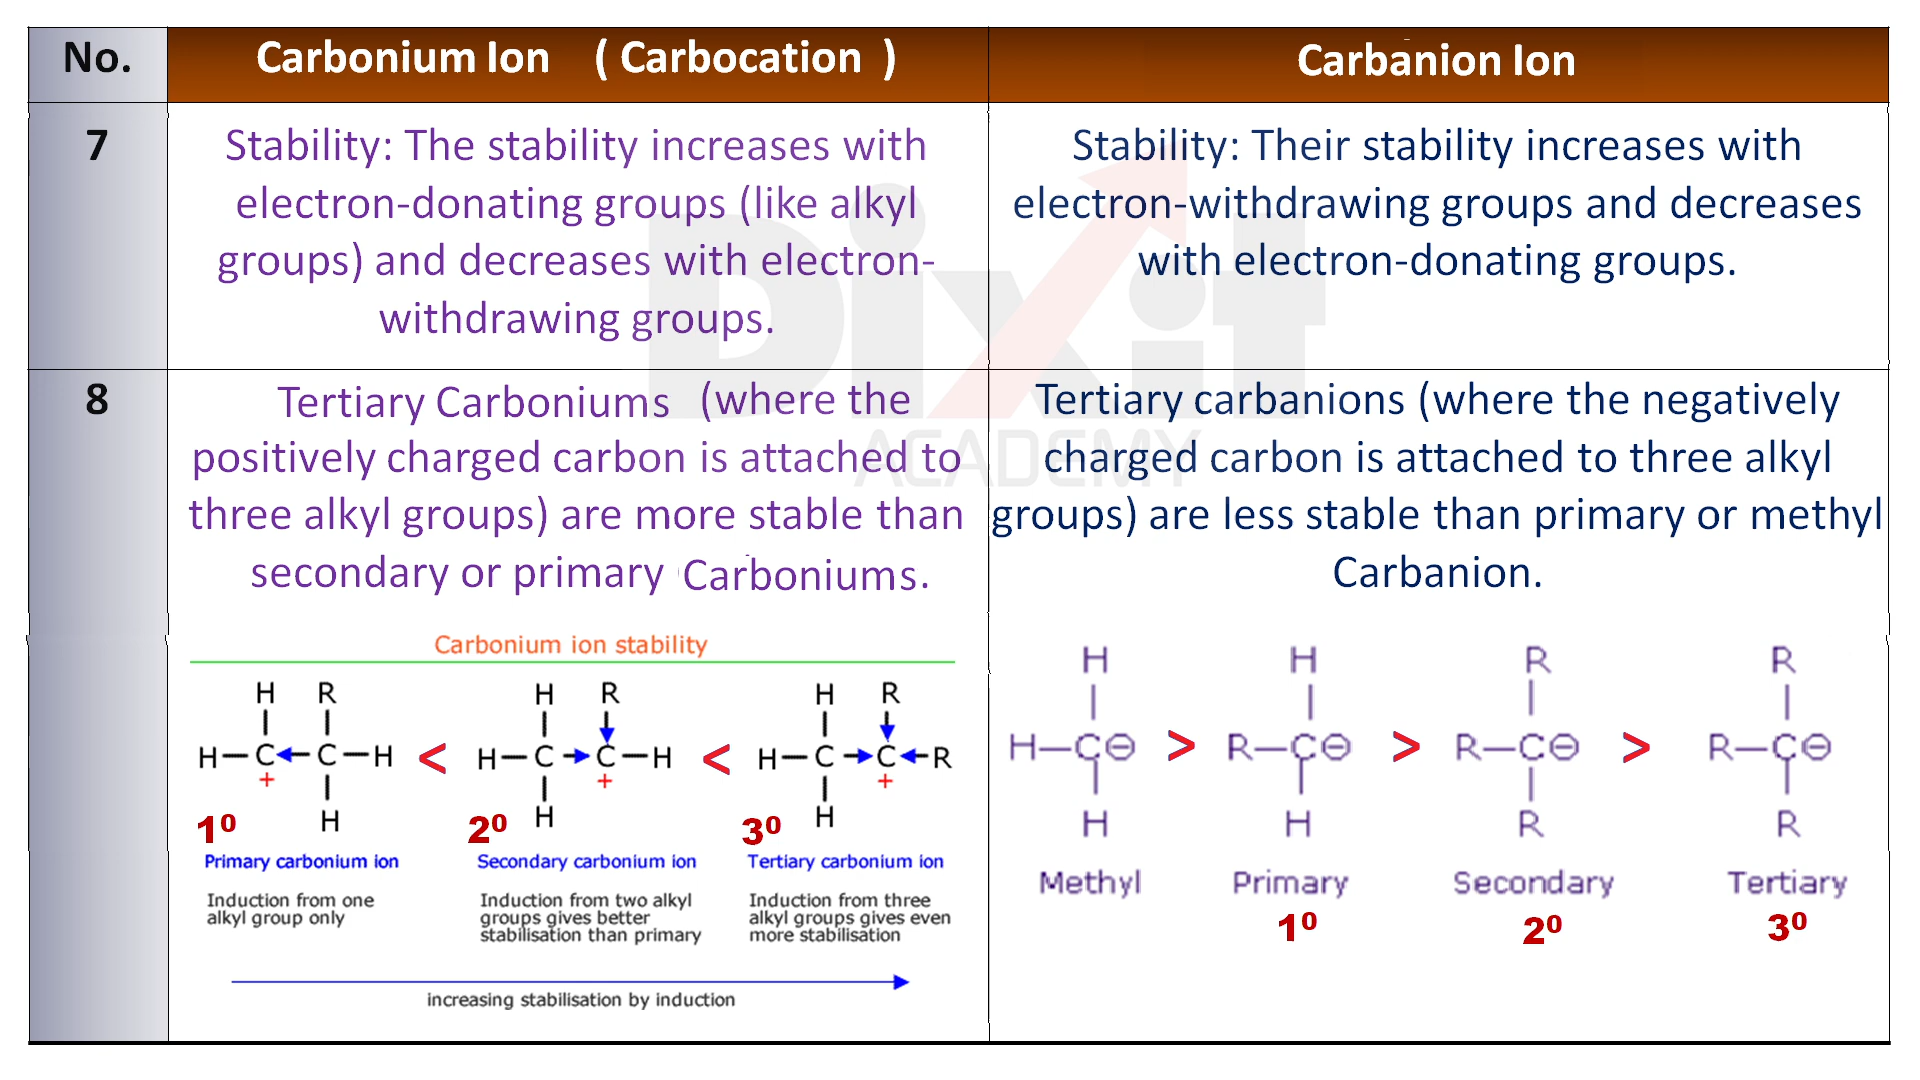 No. Carbonium Ion ( Carbocation ) Carbanion Ion
7
Stability: The stability increases with
electron-donating groups (like alkyl
groups) and decreases with electron-
withdrawing groups.
Stability: Their stability increases with
electron-withdrawing groups and decreases
with electron-donating groups.
8
Tertiary Carboniums (where the
positively charged carbon is attached to
three alkyl groups) are more stable than
secondary or primary Carboniums.
Carbonium ion stability
H R H R H R
H—C C—H < H—C C—H < H—C C R
+ + +
H H H
1⁰ 2⁰ 3⁰
Primary carbonium ion Secondary carbonium ion Tertiary carbonium ion
Induction from one
alkyl group only
Induction from two alkyl
groups gives better
stabilisation than primary
Induction from three
alkyl groups gives even
more stabilisation
increasing stabilisation by induction
Tertiary carbanions (where the negatively
charged carbon is attached to three alkyl
groups) are less stable than primary or methyl
Carbanion.
H H R R
H—C⊖ > R—C⊖ > R—C⊖ > R—C⊖
H H R R
Methyl Primary Secondary Tertiary
1⁰ 2⁰ 3⁰
Dixit
ACADEMY